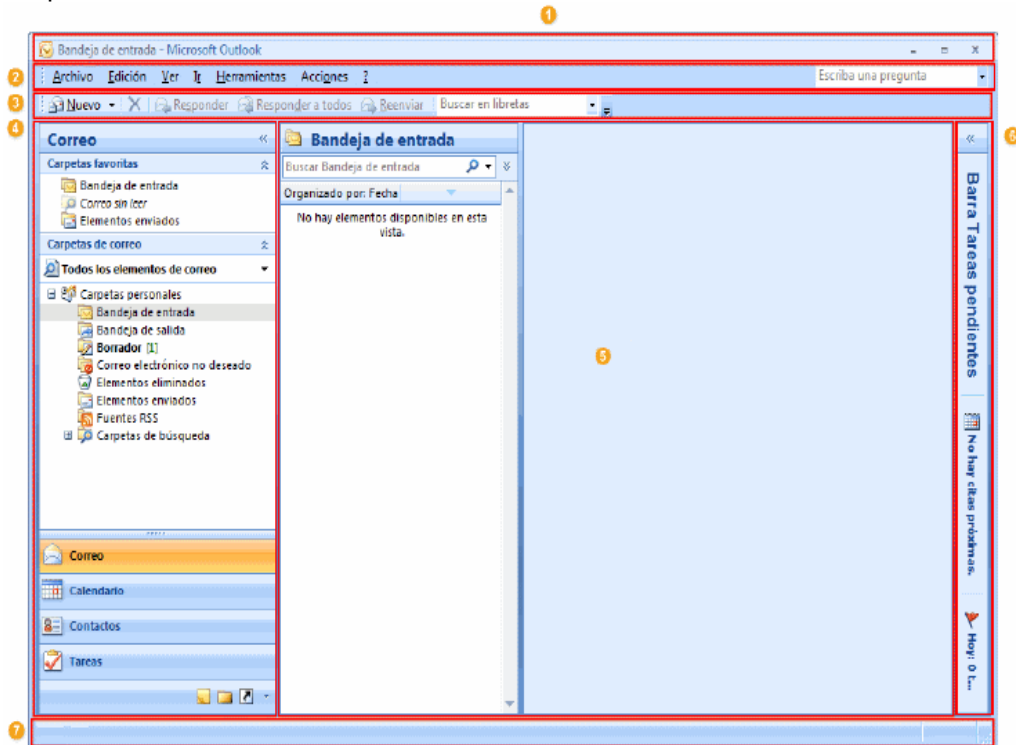 1
Bandeja de entrada - Microsoft Outlook
2
Archivo Edición Ver Ir Herramientas Acciones ?
Escriba una pregunta
3
Nuevo Responder Responder a todos Reenviar Buscar en libretas
4
Correo
Carpetas favoritas
Bandeja de entrada
Correo sin leer
Elementos enviados
Carpetas de correo
Todos los elementos de correo
Carpetas personales
Bandeja de entrada
Bandeja de salida
Borrador [1]
Correo electrónico no deseado
Elementos eliminados
Elementos enviados
Fuentes RSS
Carpetas de búsqueda
Correo
Calendario
Contactos
Tareas
Bandeja de entrada
Buscar Bandeja de entrada
Organizado por: Fecha
No hay elementos disponibles en esta
vista.
5
6
Barra Tareas pendientes
No hay citas próximas.
Hoy: 0 t...
7